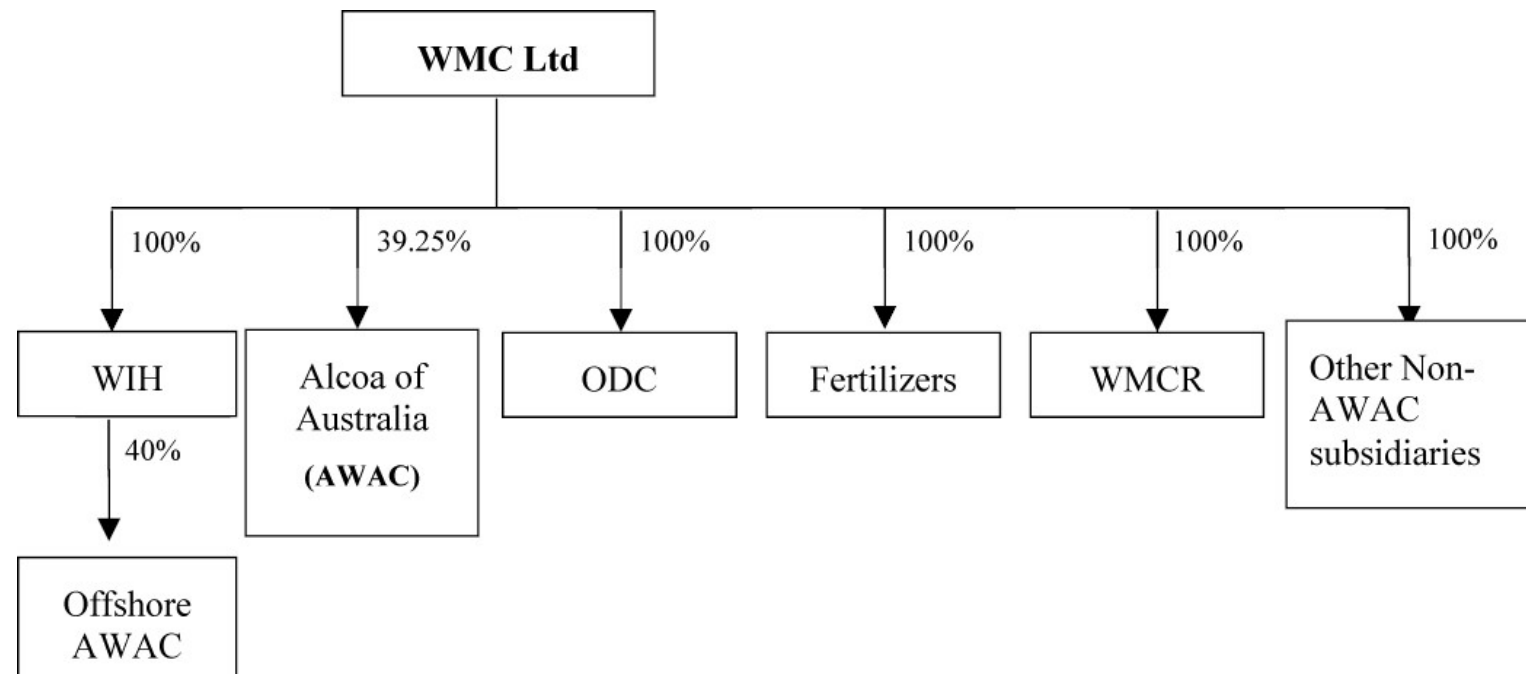 WMC Ltd
100%
39.25%
100%
100%
100%
100%
WIH
Alcoa of
Australia
(AWAC)
ODC
Fertilizers
WMCR
Other Non-
AWAC
subsidiaries
40%
Offshore
AWAC